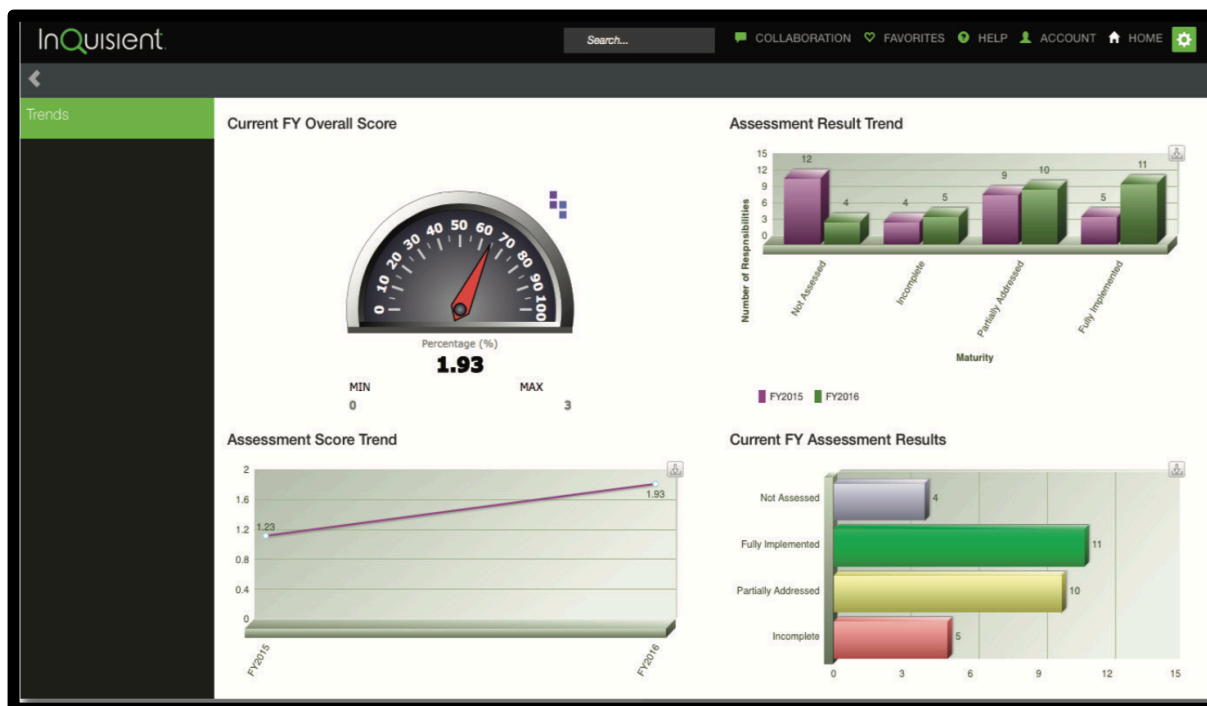 InQuisient.
Search...
COLLABORATION FAVORITES HELP ACCOUNT HOME
Trends
Current FY Overall Score
0 10 20 30 40 50 60 70 80 90 100
Percentage (%)
1.93
MIN MAX
0 3
Assessment Result Trend
Number of Respnsibilities
15
12
9
6
3
0
12 4 4 5 9 10 5 11
Not Assessed
Incomplete
Partially Addressed
Fully Implemented
Maturity
FY2015 FY2016
Assessment Score Trend
2
1.6
1.2
0.8
0.4
0
1.23
1.93
FY2015
FY2016
Current FY Assessment Results
Not Assessed 4
Fully Implemented 11
Partially Addressed 10
Incomplete 5
0 3 6 9 12 15